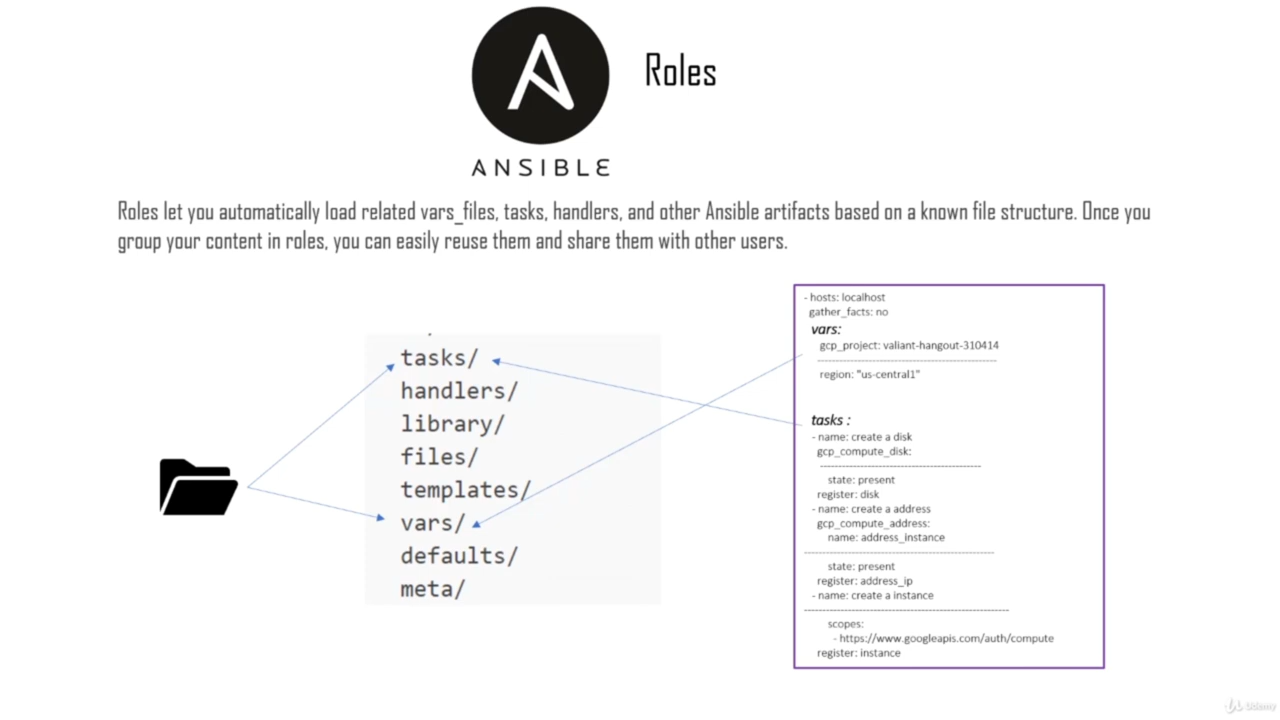 ANSIBLE
Roles
Roles let you automatically load related vars_files, tasks, handlers, and other Ansible artifacts based on a known file structure. Once you
group your content in roles, you can easily reuse them and share them with other users.
tasks/
handlers/
library/
files/
templates/
vars/
defaults/
meta/
- hosts: localhost
gather_facts: no
vars:
gcp_project: valiant-hangout-310414
--------------------------------------------
region: "us-central1"
tasks :
- name: create a disk
gcp_compute_disk:
----------------------------------------
state: present
register: disk
- name: create a address
gcp_compute_address:
name: address_instance
-----------------------------------------------
state: present
register: address_ip
- name: create a instance
---------------------------------------------------
scopes:
- https://www.googleapis.com/auth/compute
register: instance
Udemy